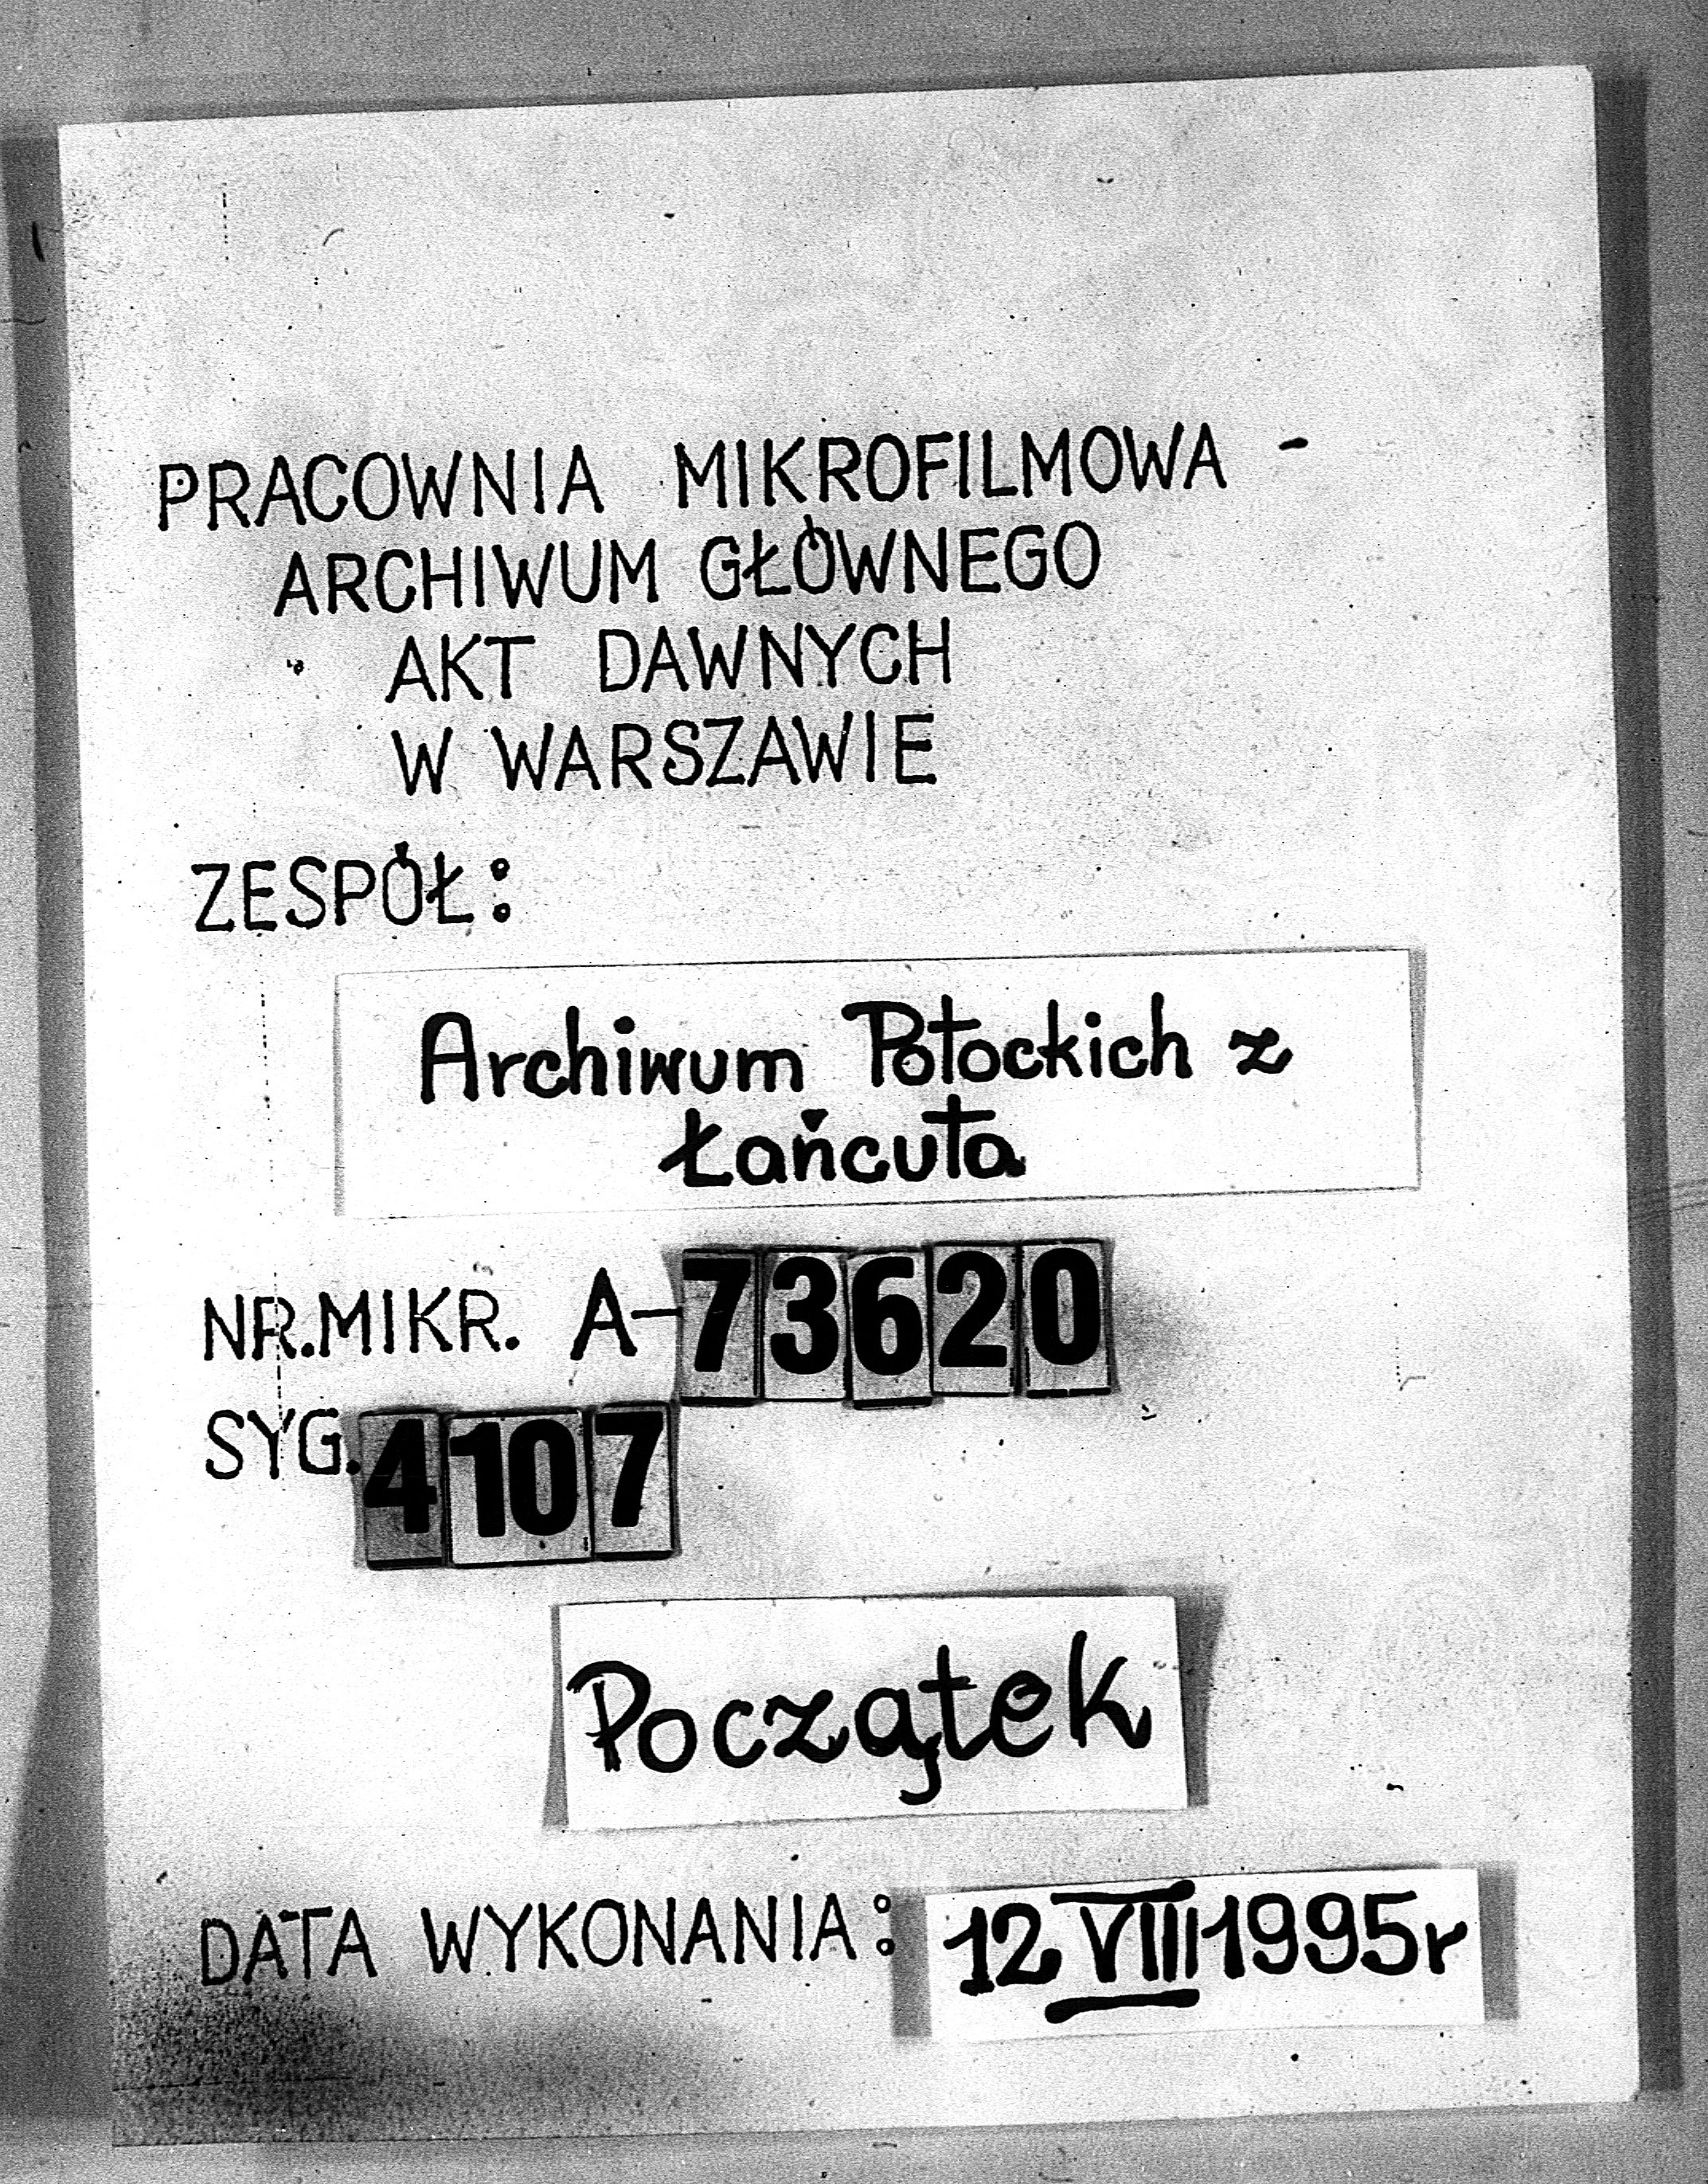 PRACOWNIA MIKROFILMOWA -
ARCHIWUM GŁÓWNEGO
AKT DAWNYCH
W WARSZAWIE
ZESPÓŁ:
Archiwum Potockich z
Łańcuta
NR.MIKR. A-73620
SYG.4107
Początek
DATA WYKONANIA: 12 VIII 1995r